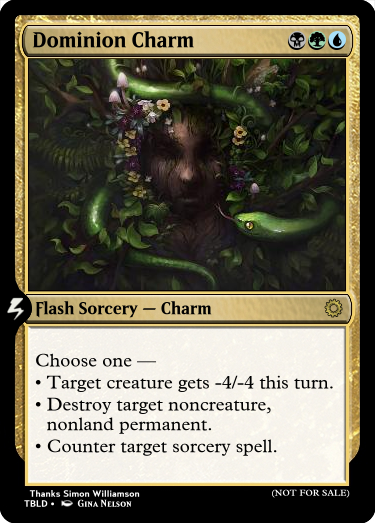 Dominion Charm
Flash Sorcery — Charm
Choose one —
• Target creature gets -4/-4 this turn.
• Destroy target noncreature,
nonland permanent.
• Counter target sorcery spell.
Thanks Simon Williamson
(NOT FOR SALE)
TBLD • Gina Nelson